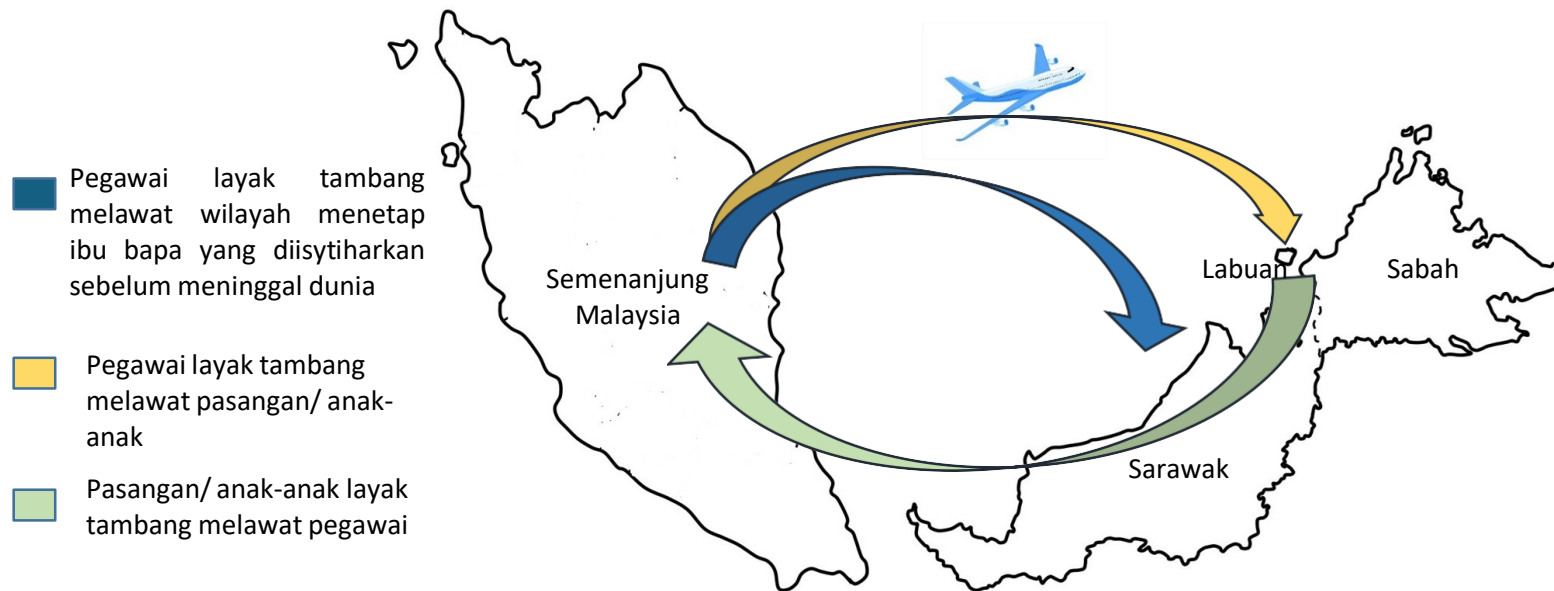 Pegawai layak tambang
melawat wilayah menetap
ibu bapa yang diisytiharkan
sebelum meninggal dunia
Pegawai layak tambang
melawat pasangan/ anak-
anak
Pasangan/ anak-anak layak
tambang melawat pegawai
Semenanjung
Malaysia
Labuan
Sabah
Sarawak